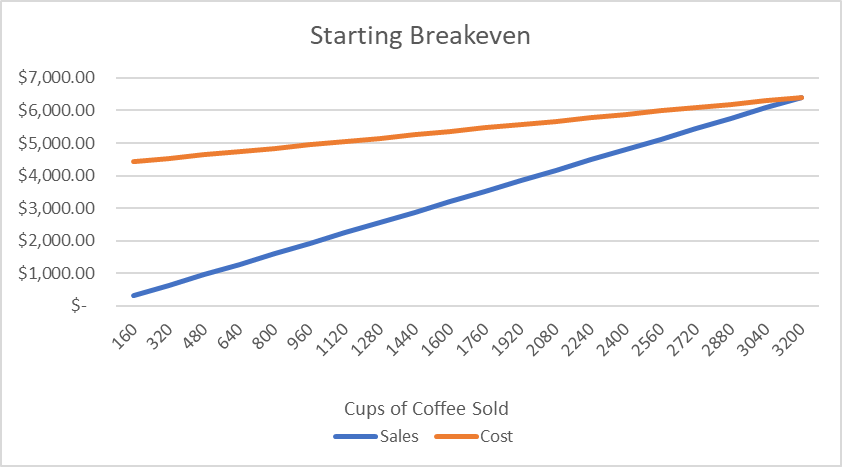 Starting Breakeven
$7,000.00
$6,000.00
$5,000.00
$4,000.00
$3,000.00
$2,000.00
$1,000.00
$-
160 320 480 640 800 960 1120 1280 1440 1600 1760 1920 2080 2240 2400 2560 2720 2880 3040 3200
Cups of Coffee Sold
Sales Cost